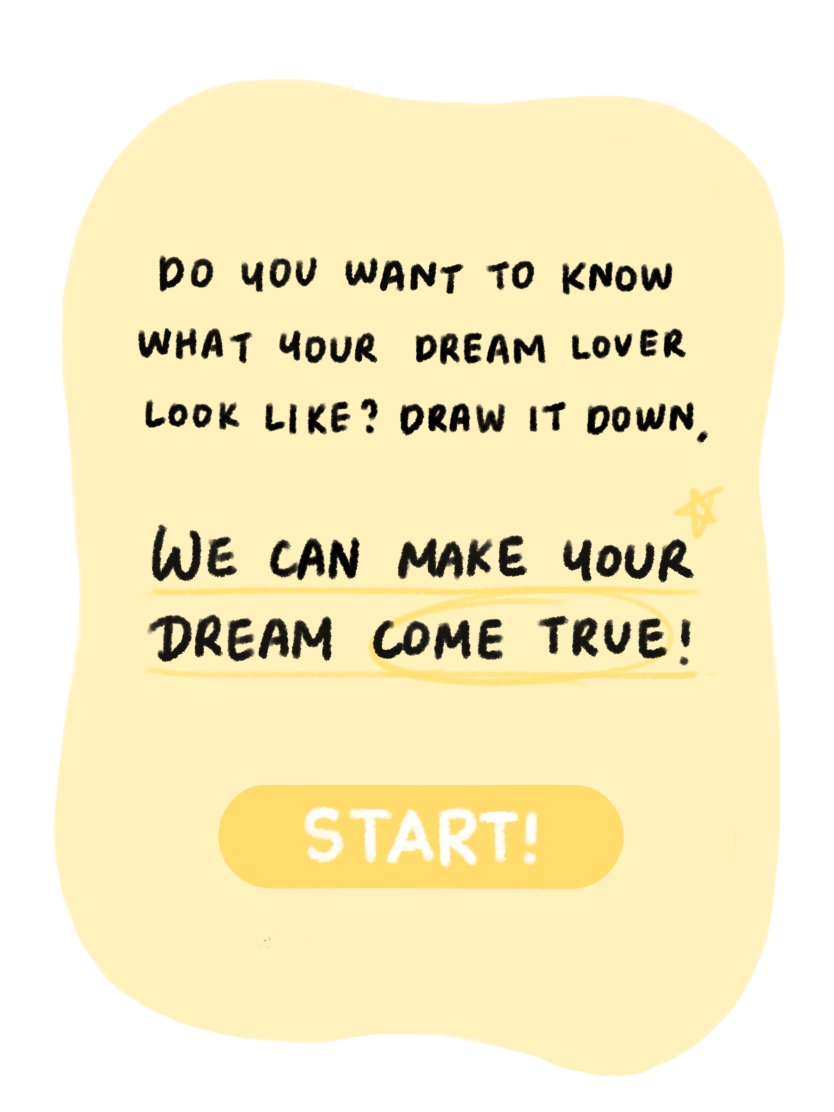 DO YOU WANT TO KNOW
WHAT YOUR DREAM LOVER
LOOK LIKE? DRAW IT DOWN,
WE CAN MAKE YOUR
DREAM COME TRUE!
START!